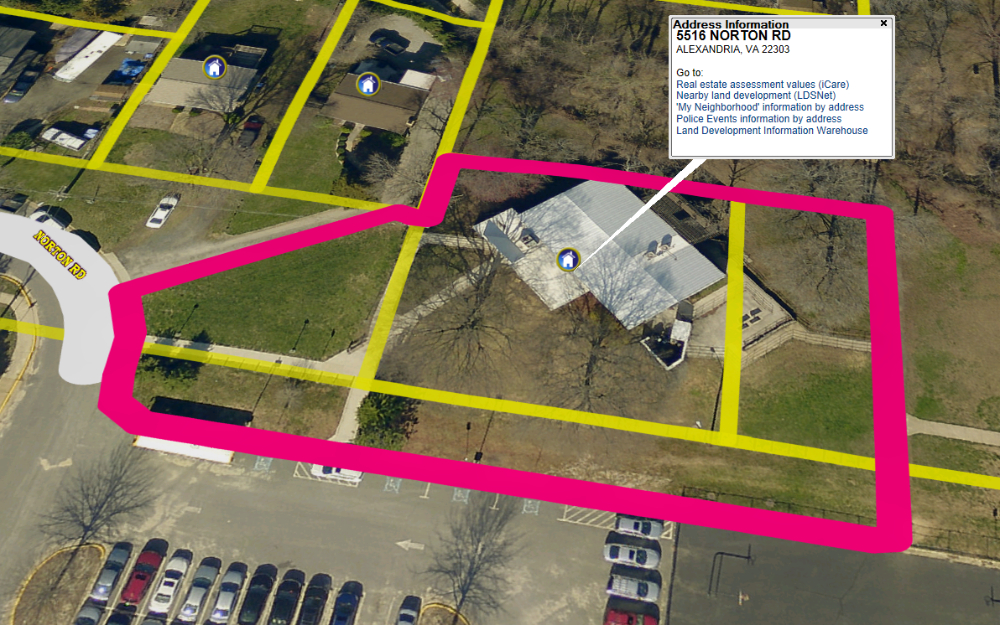 Address Information
5516 NORTON RD
ALEXANDRIA, VA 22303
Go to:
Real estate assessment values (iCare)
Nearby land development (LDSNet)
'My Neighborhood' information by address
Police Events information by address
Land Development Information Warehouse
NORTON RD